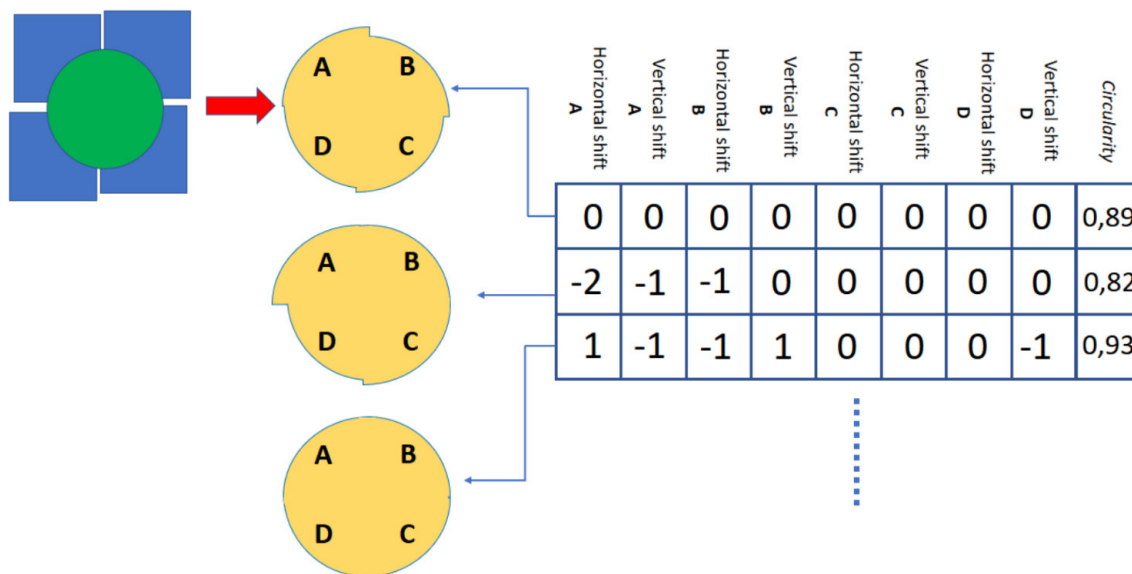 A B
D C
A B
D C
A B
D C
Horizontal shift
A
Vertical shift
A
Horizontal shift
B
Vertical shift
B
Horizontal shift
C
Vertical shift
C
Horizontal shift
D
Vertical shift
D
Circularity
0 0 0 0 0 0 0 0 0,89
-2 -1 -1 0 0 0 0 0 0,82
1 -1 -1 1 0 0 0 -1 0,93